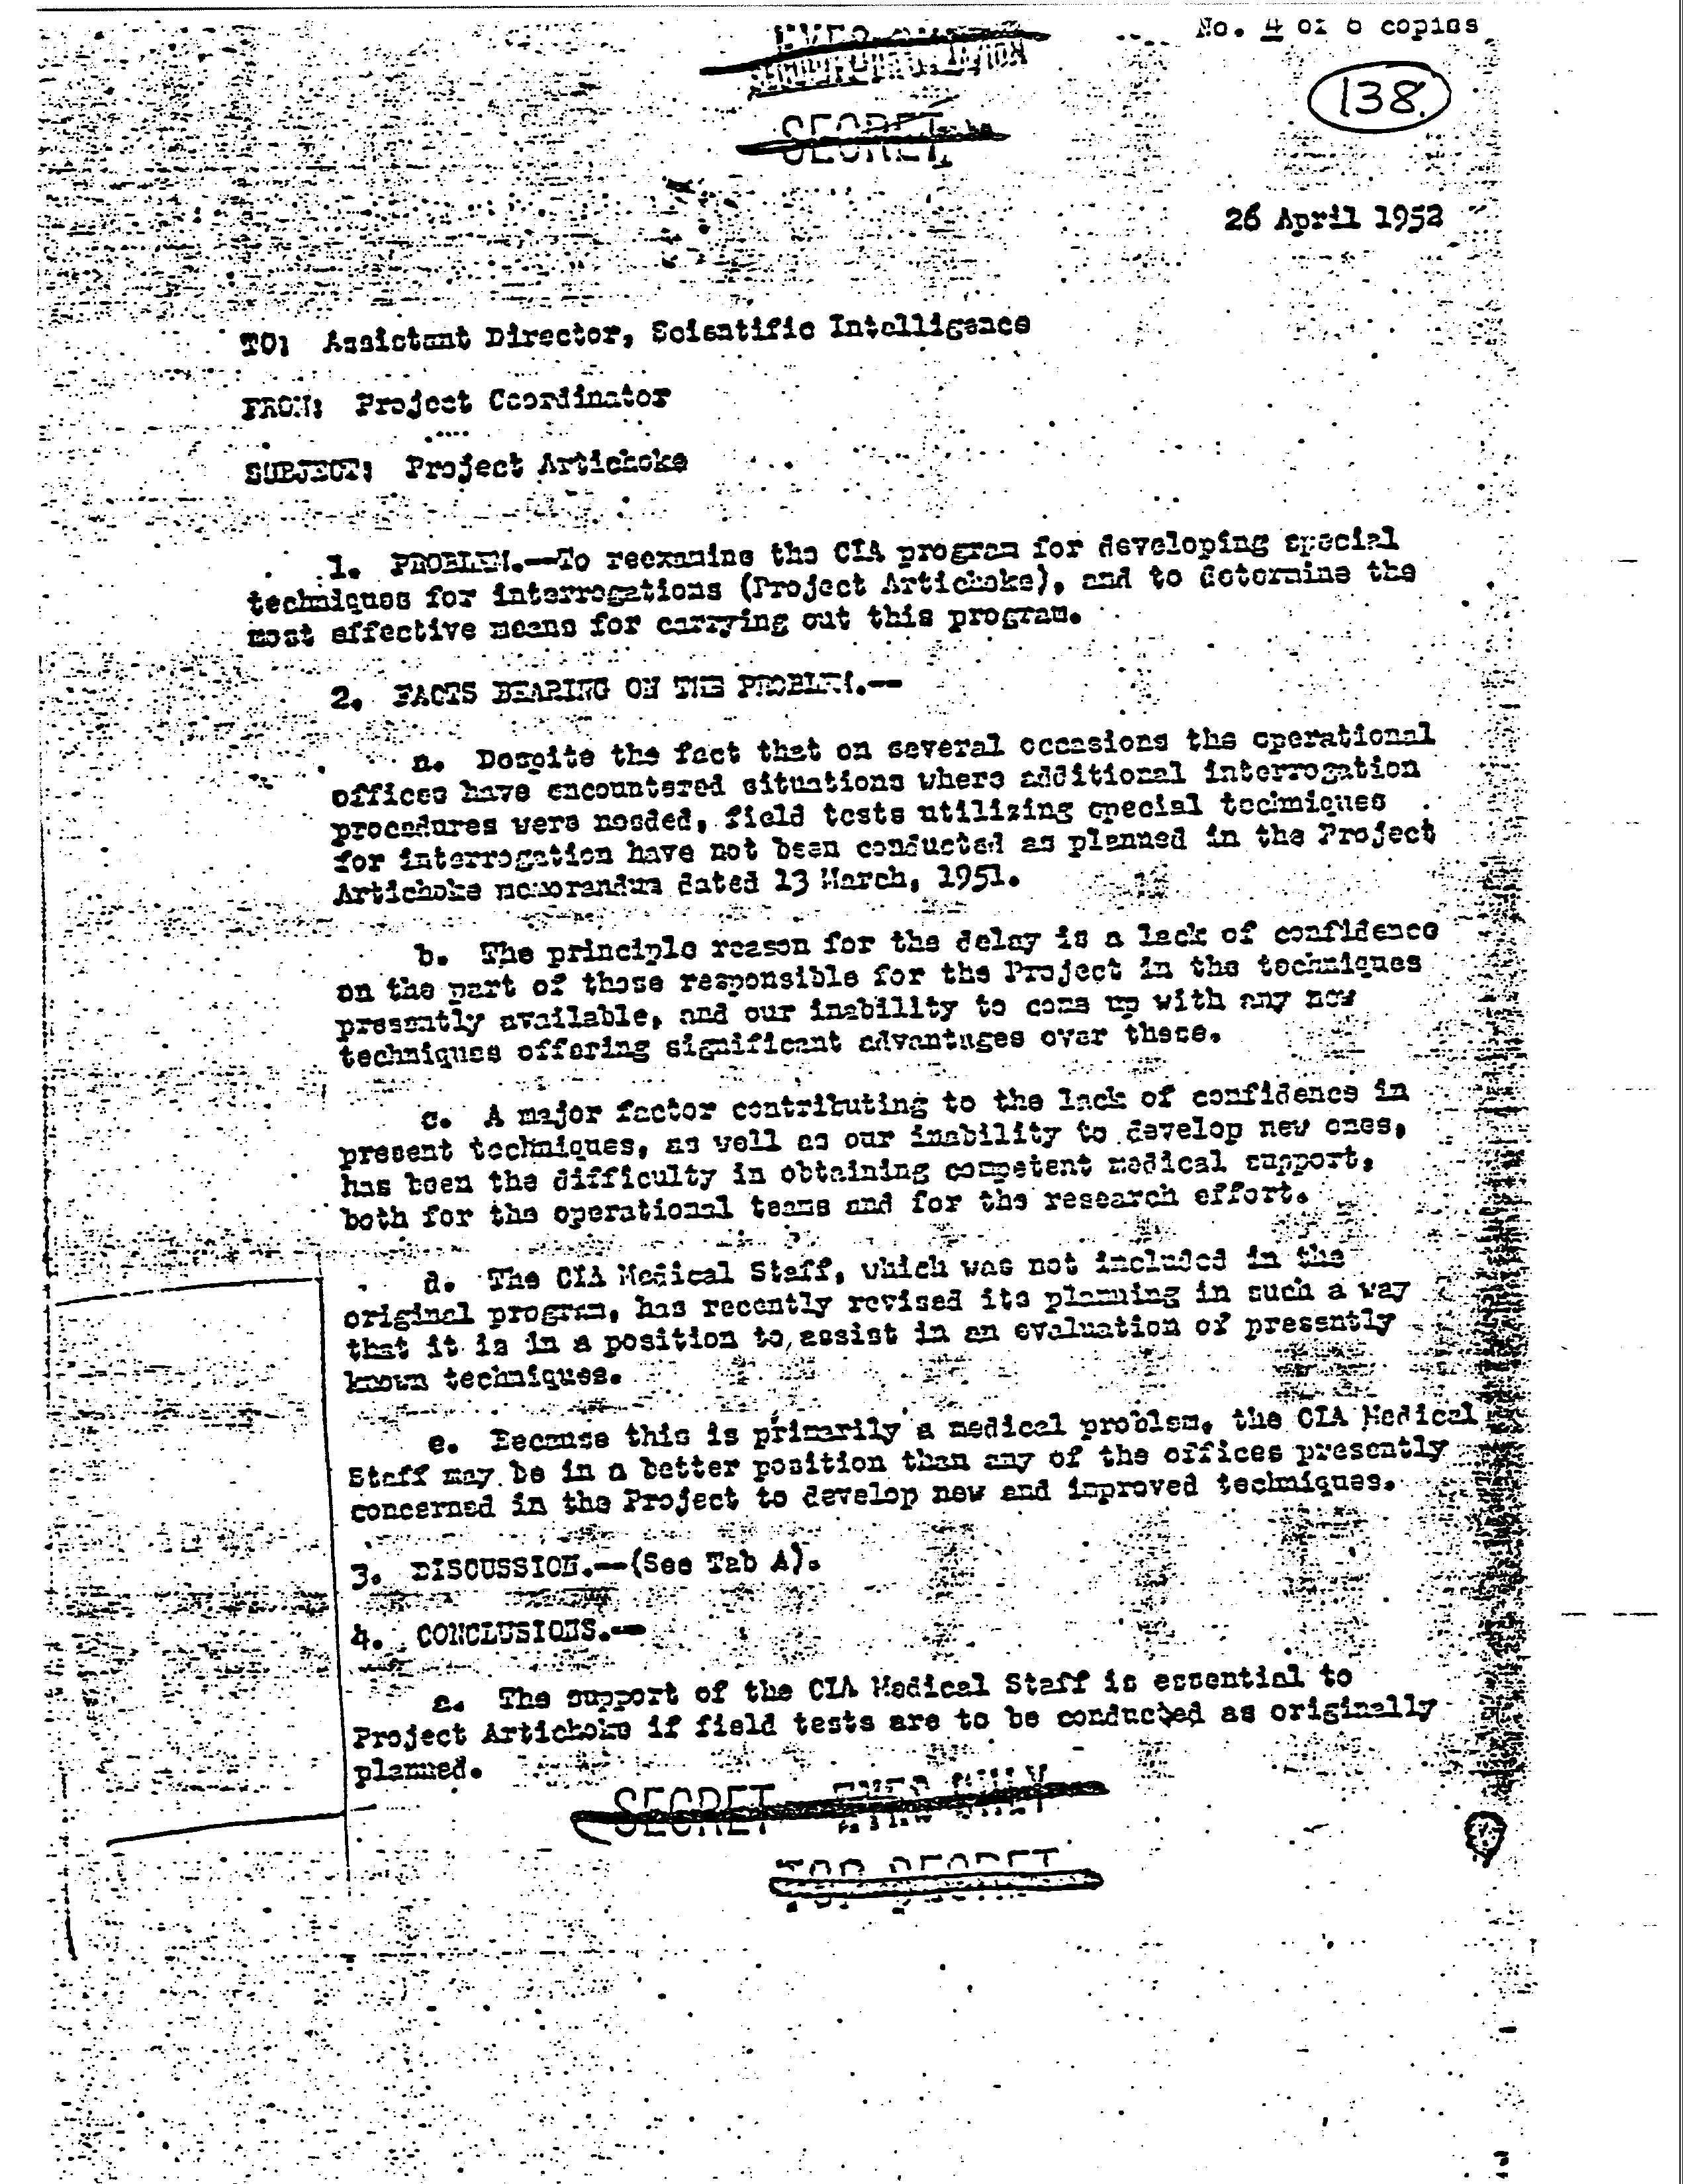 No. 4 of 6 copies
SECRET
138
26 April 1952
TO: Assistant Director, Scientific Intelligence
FROM: Project Coordinator
SUBJECT: Project Artichoke
1. PROBLEM.—To reexamine the CIA program for developing special
techniques for interrogations (Project Artichoke), and to determine the
most effective means for carrying out this program.
2. FACTS BEARING ON THE PROBLEM.—
a. Despite the fact that on several occasions the operational
offices have encountered situations where additional interrogation
procedures were needed, field tests utilizing special techniques
for interrogation have not been conducted as planned in the Project
Artichoke memorandum dated 13 March, 1951.
b. The principle reason for the delay is a lack of confidence
on the part of those responsible for the Project in the techniques
presently available, and our inability to come up with any new
techniques offering significant advantages over these.
c. A major factor contributing to the lack of confidence in
present techniques, as well as our inability to develop new ones,
has been the difficulty in obtaining competent medical support,
both for the operational teams and for the research effort.
d. The CIA Medical Staff, which was not included in the
original program, has recently revised its planning in such a way
that it is in a position to assist in an evaluation of presently
known techniques.
e. Because this is primarily a medical problem, the CIA Medical
Staff may be in a better position than any of the offices presently
concerned in the Project to develop new and improved techniques.
3. DISCUSSION.—(See Tab A).
4. CONCLUSIONS.—
a. The support of the CIA Medical Staff is essential to
Project Artichoke if field tests are to be conducted as originally
planned.
SECRET EYES ONLY
TOP SECRET